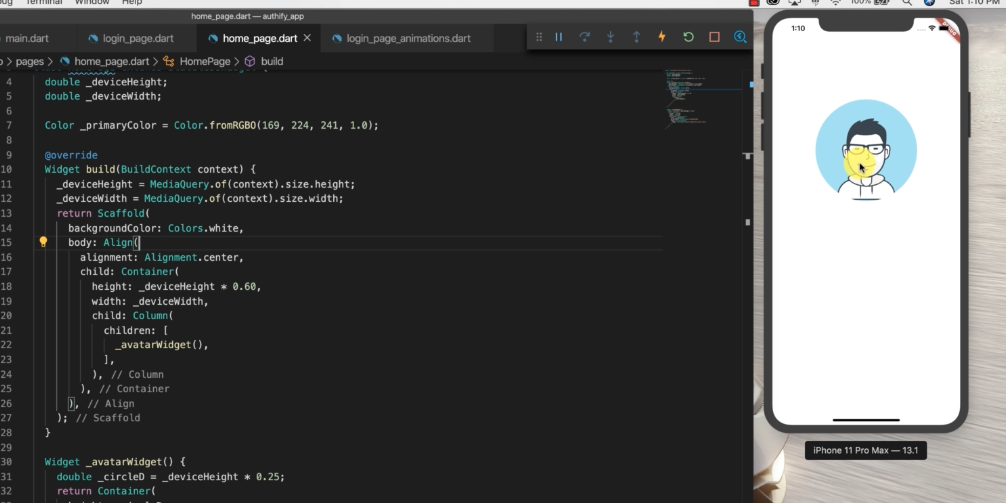 bug Terminal Window Help 100% Sat 1:10 PM
home_page.dart — authify_app
main.dart login_page.dart home_page.dart login_page_animations.dart
pages > home_page.dart > HomePage > build
4 double _deviceHeight;
5 double _deviceWidth;
6
7 Color _primaryColor = Color.fromRGBO(169, 224, 241, 1.0);
8
9 @override
10 Widget build(BuildContext context) {
11 _deviceHeight = MediaQuery.of(context).size.height;
12 _deviceWidth = MediaQuery.of(context).size.width;
13 return Scaffold(
14 backgroundColor: Colors.white,
15 body: Align(
16 alignment: Alignment.center,
17 child: Container(
18 height: _deviceHeight * 0.60,
19 width: _deviceWidth,
20 child: Column(
21 children: [
22 _avatarWidget(),
23 ],
24 ), // Column
25 ), // Container
26 ), // Align
27 ); // Scaffold
28 }
29
30 Widget _avatarWidget() {
31 double _circleD = _deviceHeight * 0.25;
32 return Container(
1:10
iPhone 11 Pro Max — 13.1